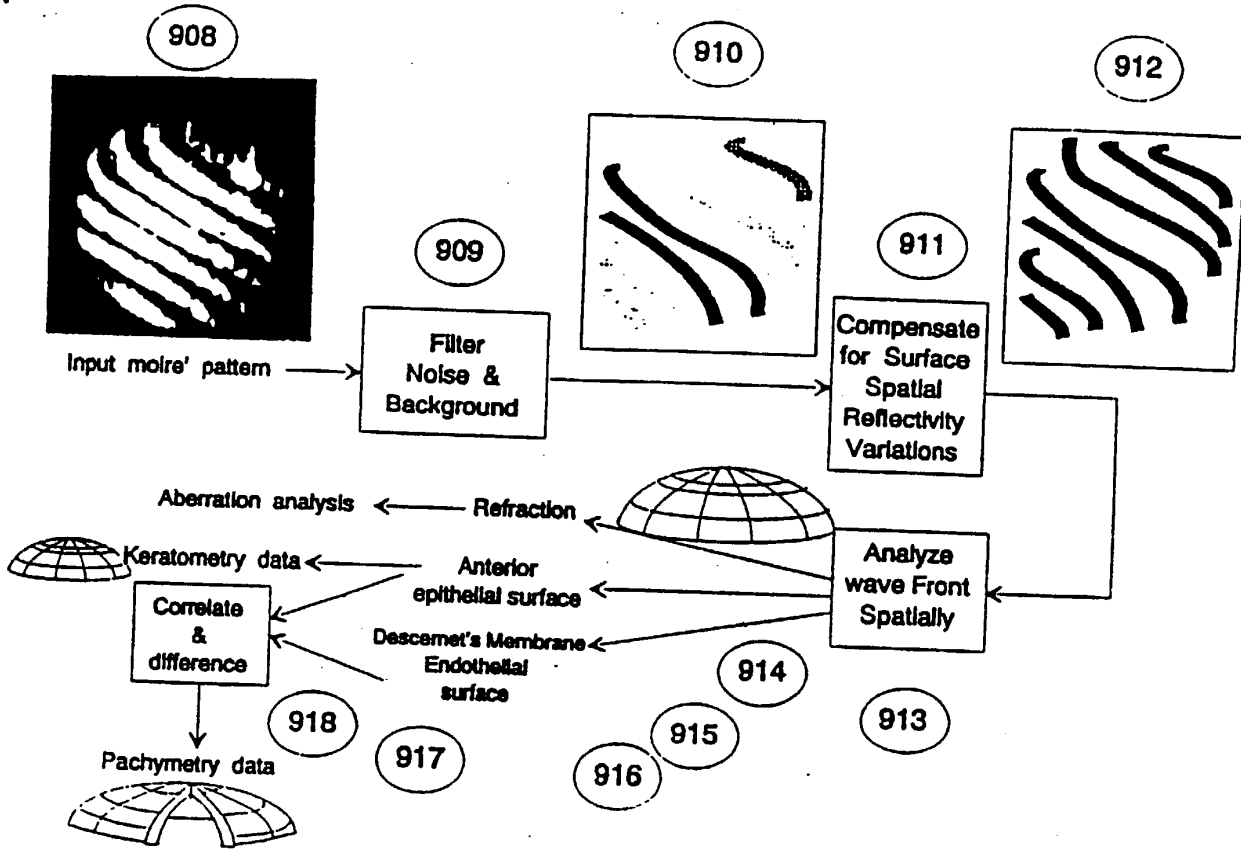 908
910
912
909
911
Input moire' pattern
Filter
Noise &
Background
Compensate
for Surface
Spatial
Reflectivity
Variations
Aberration analysis
Refraction
Keratometry data
Anterior
epithelial surface
Analyze
wave Front
Spatially
Correlate
&
difference
Descemet's Membrane
Endothelial
surface
914
913
918
917
915
916
Pachymetry data